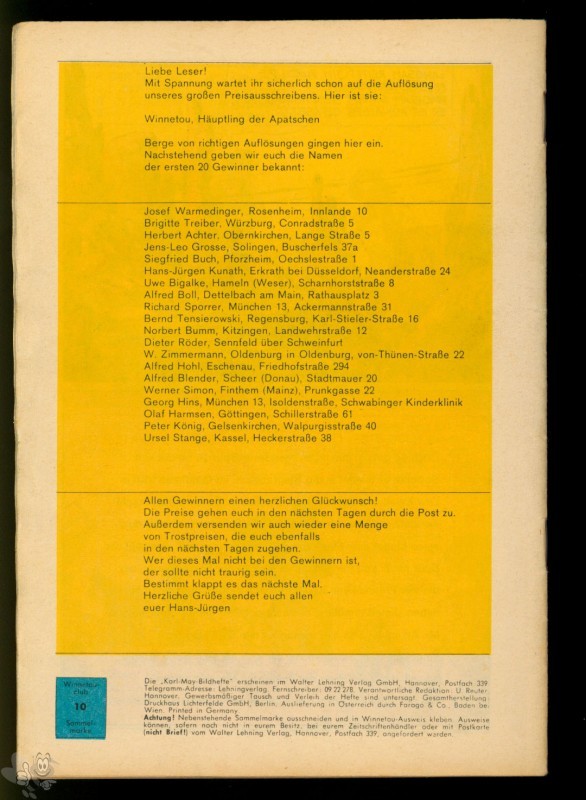 Liebe Leser!
Mit Spannung wartet ihr sicherlich schon auf die Auflösung
unseres großen Preisausschreibens. Hier ist sie:
Winnetou, Häuptling der Apatschen
Berge von richtigen Auflösungen gingen hier ein.
Nachstehend geben wir euch die Namen
der ersten 20 Gewinner bekannt:
Josef Warmedinger, Rosenheim, Innlande 10
Brigitte Treiber, Würzburg, Conradstraße 5
Herbert Achter, Obernkirchen, Lange Straße 5
Jens-Leo Grosse, Solingen, Buscherfels 37a
Siegfried Buch, Pforzheim, Oechslestraße 1
Hans-Jürgen Kunath, Erkrath bei Düsseldorf, Neanderstraße 24
Uwe Bigalke, Hameln (Weser), Scharnhorststraße 8
Alfred Boll, Dettelbach am Main, Rathausplatz 3
Richard Sporrer, München 13, Ackermannstraße 31
Bernd Tensierowski, Regensburg, Karl-Stieler-Straße 16
Norbert Bumm, Kitzingen, Landwehrstraße 12
Dieter Röder, Sennfeld über Schweinfurt
W. Zimmermann, Oldenburg in Oldenburg, von-Thünen-Straße 22
Alfred Hohl, Eschenau, Friedhofstraße 294
Alfred Blender, Scheer (Donau), Stadtmauer 20
Werner Simon, Finthem (Mainz), Prunkgasse 22
Georg Hins, München 13, Isoldenstraße, Schwabinger Kinderklinik
Olaf Harmsen, Göttingen, Schillerstraße 61
Peter König, Gelsenkirchen, Walpurgisstraße 40
Ursel Stange, Kassel, Heckerstraße 38
Allen Gewinnern einen herzlichen Glückwunsch!
Die Preise gehen euch in den nächsten Tagen durch die Post zu.
Außerdem versenden wir auch wieder eine Menge
von Trostpreisen, die euch ebenfalls
in den nächsten Tagen zugehen.
Wer dieses Mal nicht bei den Gewinnern ist,
der sollte nicht traurig sein.
Bestimmt klappt es das nächste Mal.
Herzliche Grüße sendet euch allen
euer Hans-Jürgen
Winnetou-
Club
10
Sammel-
marke
Die „Karl-May-Bildhefte" erscheinen im Walter Lehning Verlag GmbH, Hannover, Postfach 339
Telegramm-Adresse: Lehningverlag. Fernschreiber: 09 22 278. Verantwortliche Redaktion: U. Reuter,
Hannover. Gewerbsmäßiger Tausch und Verleih der Hefte sind untersagt. Gesamtherstellung:
Druckhaus Lichterfelde GmbH, Berlin. Auslieferung in Österreich durch Farago & Co., Baden be
Wien. Printed in Germany
Achtung! Nebenstehende Sammelmarke ausschneiden und in Winnetou-Ausweis kleben. Ausweise
können, sofern noch nicht in eurem Besitz, bei eurem Zeitschriftenhändler oder mit Postkarte
(nicht Brief!) vom Walter Lehning Verlag, Hannover, Postfach 339, angefordert werden.